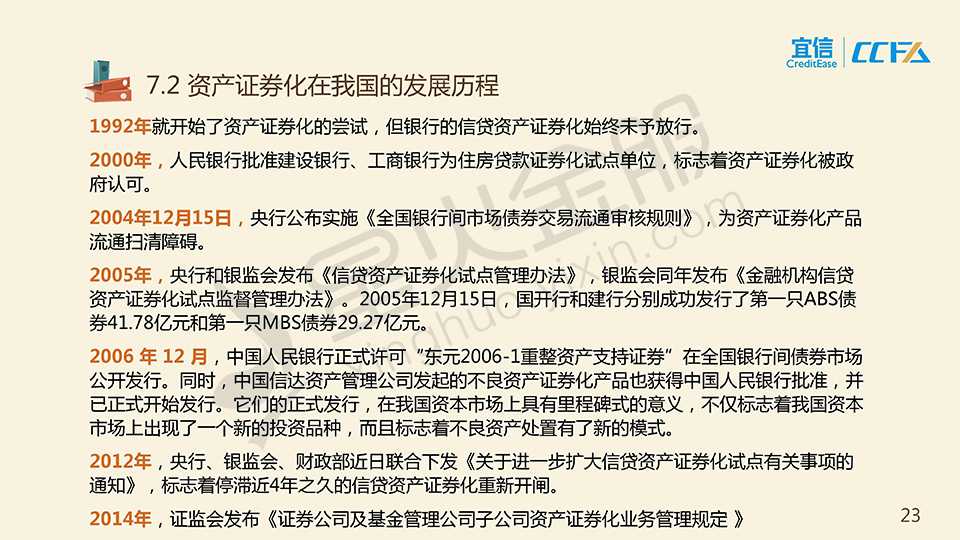 宜信
CreditEase
CCFA
7.2 资产证券化在我国的发展历程
1992年就开始了资产证券化的尝试，但银行的信贷资产证券化始终未予放行。
2000年，人民银行批准建设银行、工商银行为住房贷款证券化试点单位，标志着资产证券化被政
府认可。
2004年12月15日，央行公布实施《全国银行间市场债券交易流通审核规则》，为资产证券化产品
流通扫清障碍。
2005年，央行和银监会发布《信贷资产证券化试点管理办法》，银监会同年发布《金融机构信贷
资产证券化试点监督管理办法》。2005年12月15日，国开行和建行分别成功发行了第一只ABS债
券41.78亿元和第一只MBS债券29.27亿元。
2006 年 12 月，中国人民银行正式许可“东元2006-1重整资产支持证券”在全国银行间债券市场
公开发行。同时，中国信达资产管理公司发起的不良资产证券化产品也获得中国人民银行批准，并
已正式开始发行。它们的正式发行，在我国资本市场上具有里程碑式的意义，不仅标志着我国资本
市场上出现了一个新的投资品种，而且标志着不良资产处置有了新的模式。
2012年，央行、银监会、财政部近日联合下发《关于进一步扩大信贷资产证券化试点有关事项的
通知》，标志着停滞近4年之久的信贷资产证券化重新开闸。
2014年，证监会发布《证券公司及基金管理公司子公司资产证券化业务管理规定 》
23
星火金服
xinghuo.yixin.com